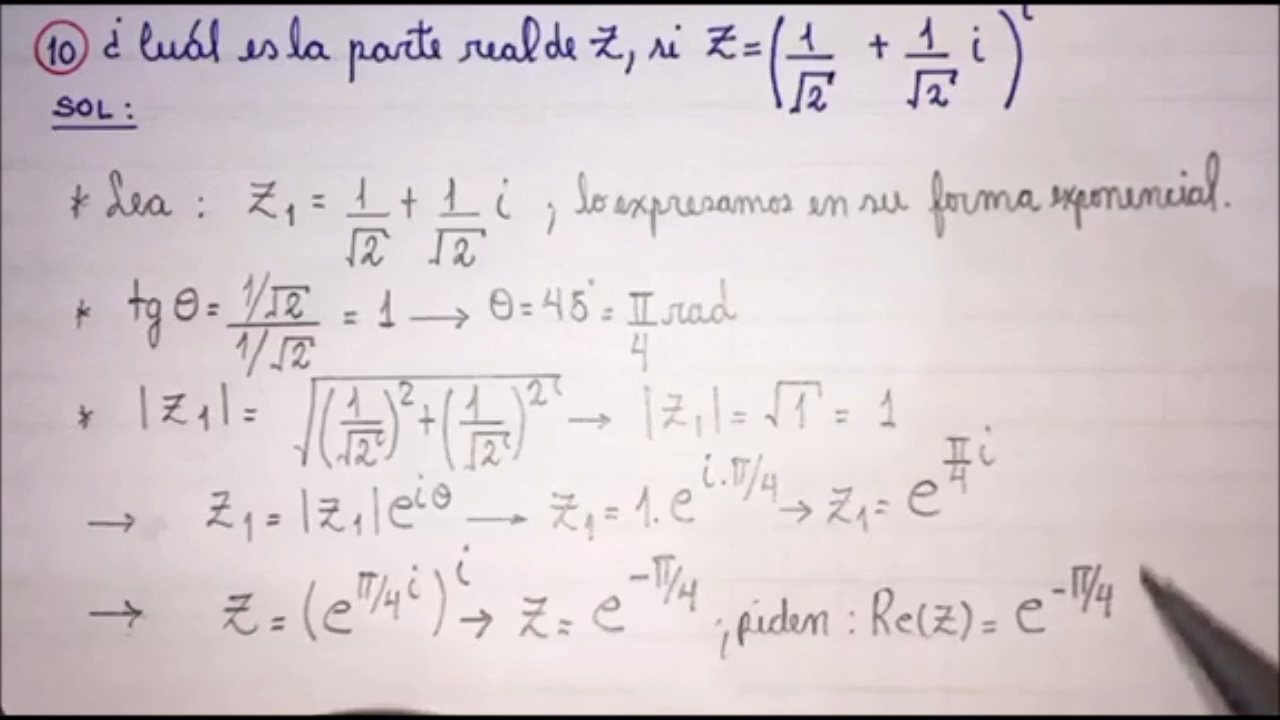 10 ¿Cuál es la parte real de Z, si Z = (1/√2 + 1/√2 i)^i
SOL:
* Sea : Z₁ = 1/√2 + 1/√2 i ; lo expresamos en su forma exponencial.
* tg θ = (1/√2)/(1/√2) = 1 → θ = 45° = π/4 rad
* |Z₁| = √((1/√2)² + (1/√2)²) → |Z₁| = √1 = 1
→ Z₁ = |Z₁|e^(iθ) → Z₁ = 1.e^(i.π/4) → Z₁ = e^(π/4 i)
→ Z = (e^(π/4 i))^i → Z = e^(-π/4) ; piden : Re(Z) = e^(-π/4)